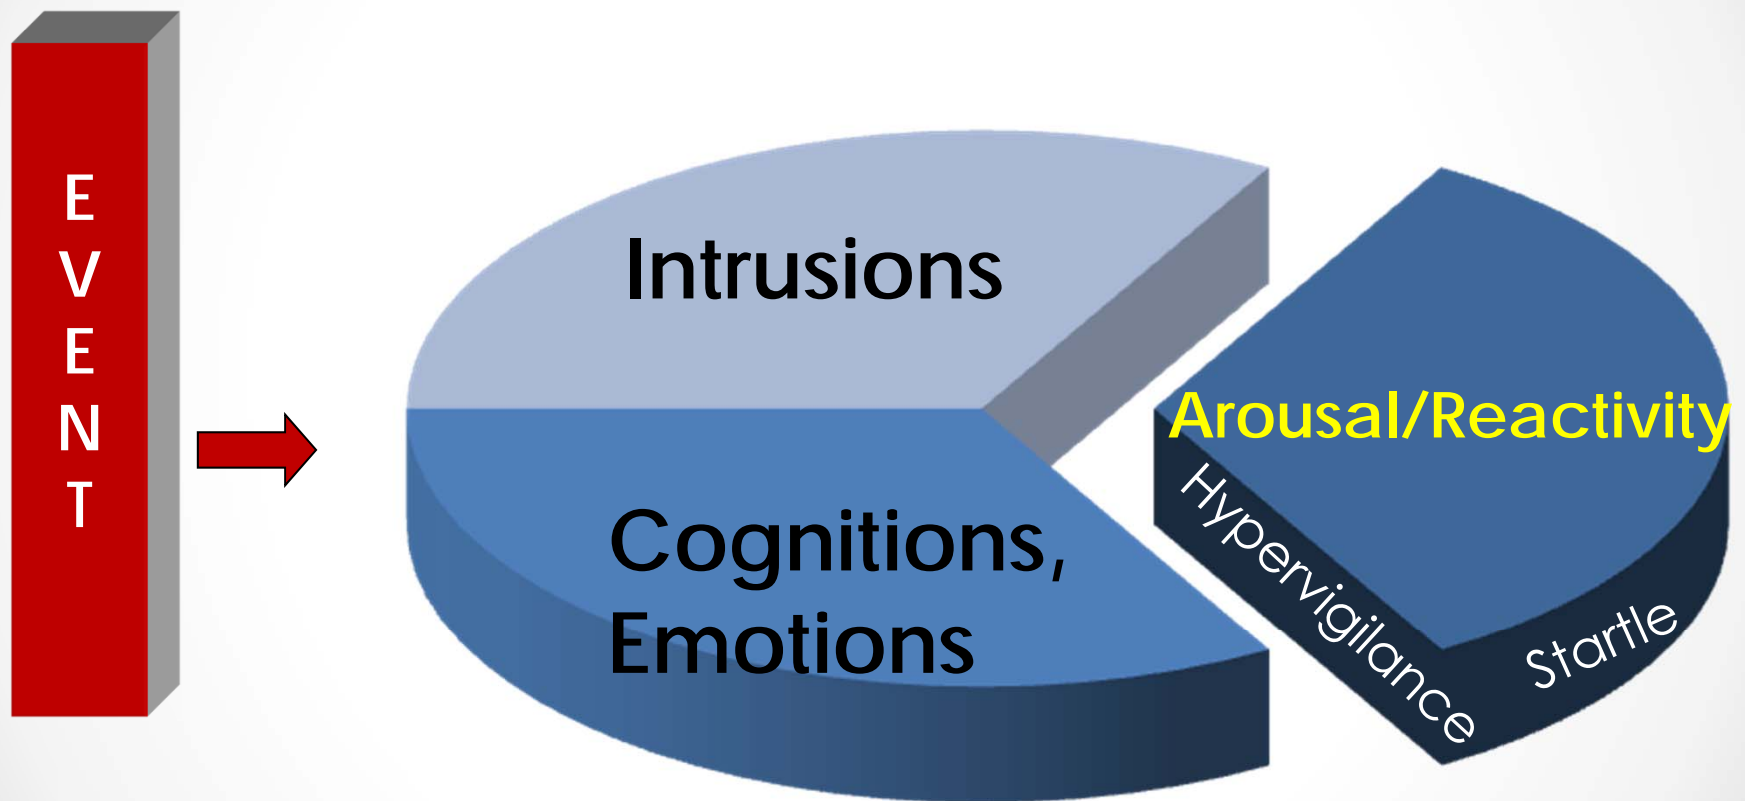 EVENT
Intrusions
Arousal/Reactivity
Cognitions,
Emotions
Hypervigilance
Startle